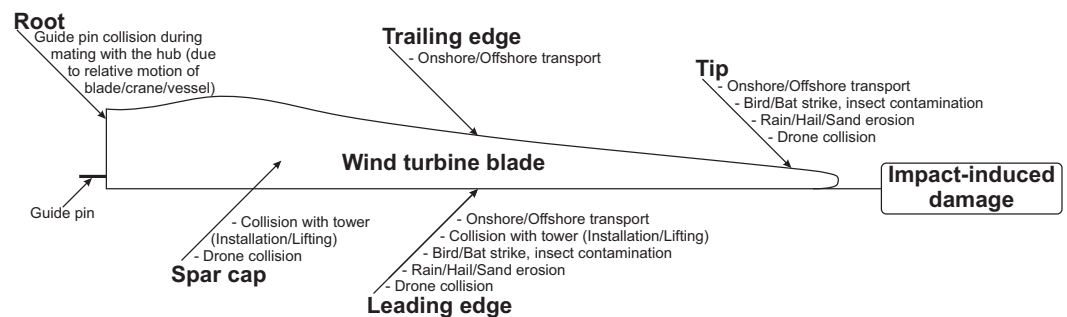 Root
Guide pin collision during
mating with the hub (due
to relative motion of
blade/crane/vessel)
Trailing edge
- Onshore/Offshore transport
Tip
- Onshore/Offshore transport
- Bird/Bat strike, insect contamination
- Rain/Hail/Sand erosion
- Drone collision
Wind turbine blade
Impact-induced
damage
Guide pin
- Collision with tower
(Installation/Lifting)
- Drone collision
Spar cap
- Onshore/Offshore transport
- Collision with tower (Installation/Lifting)
- Bird/Bat strike, insect contamination
- Rain/Hail/Sand erosion
- Drone collision
Leading edge